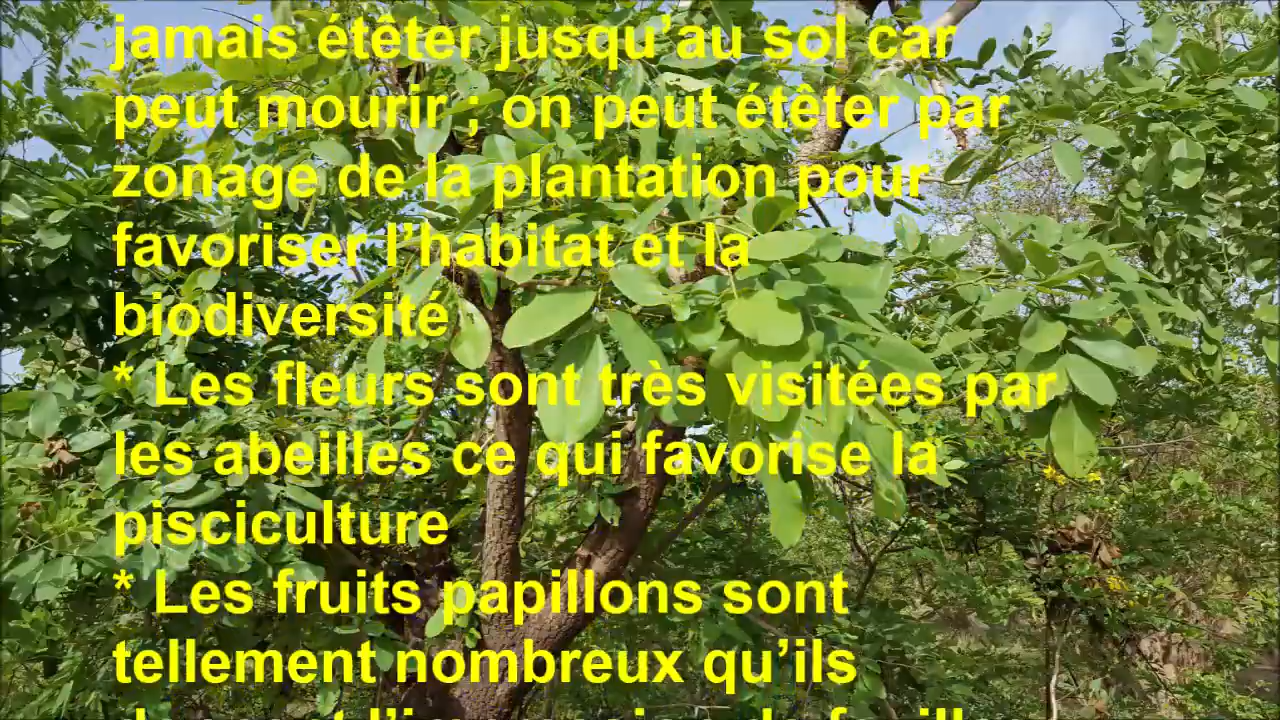 jamais étêter jusqu’au sol car
peut mourir ; on peut étêter par
zonage de la plantation pour
favoriser l’habitat et la
biodiversité
* Les fleurs sont très visitées par
les abeilles ce qui favorise la
pisciculture
* Les fruits papillons sont
tellement nombreux qu’ils